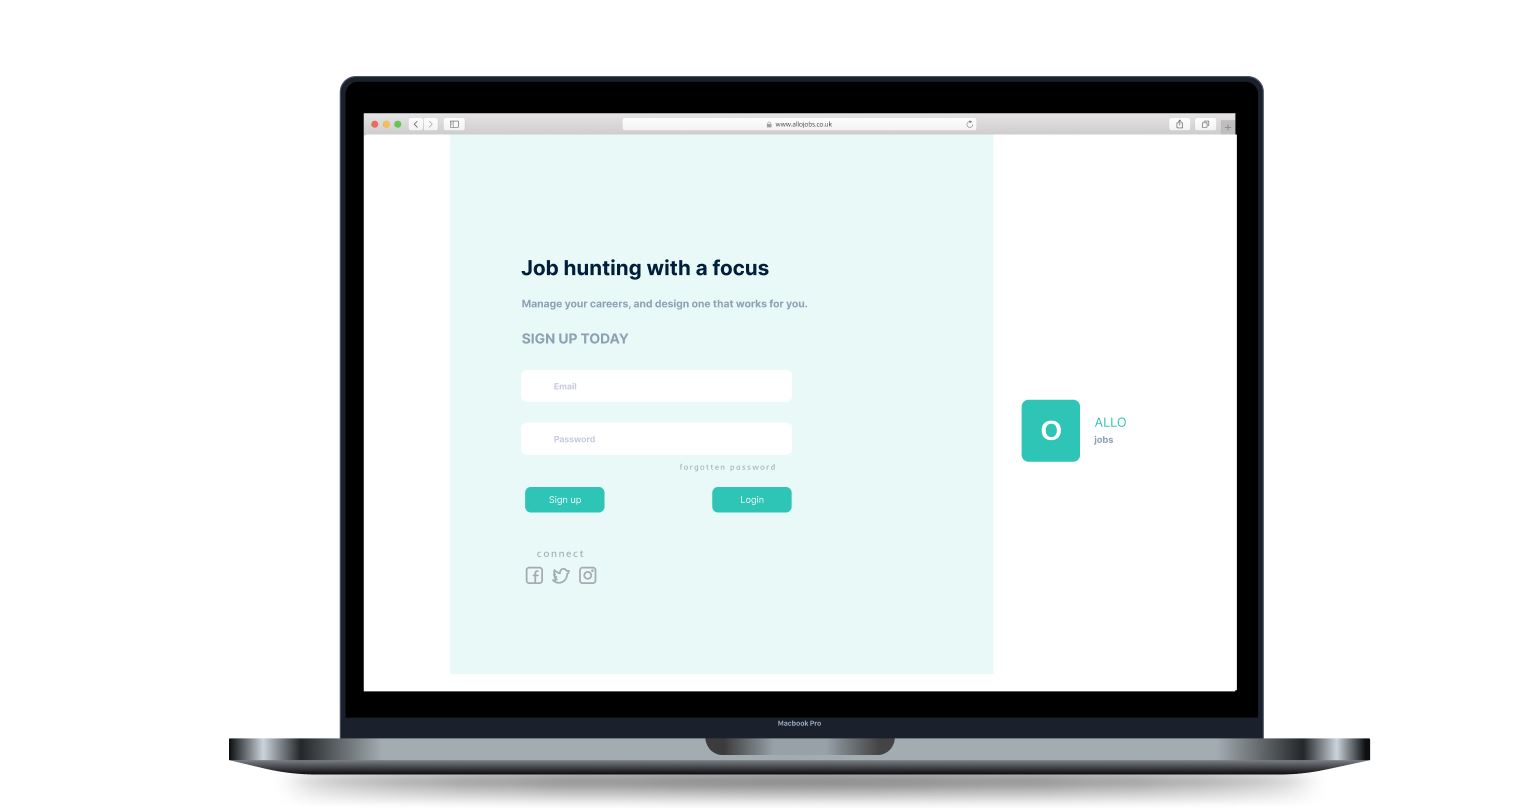 www.allojobs.co.uk
Job hunting with a focus
Manage your careers, and design one that works for you.
SIGN UP TODAY
Email
Password
forgotten password
Sign up
Login
connect
O
ALLO
jobs
Macbook Pro